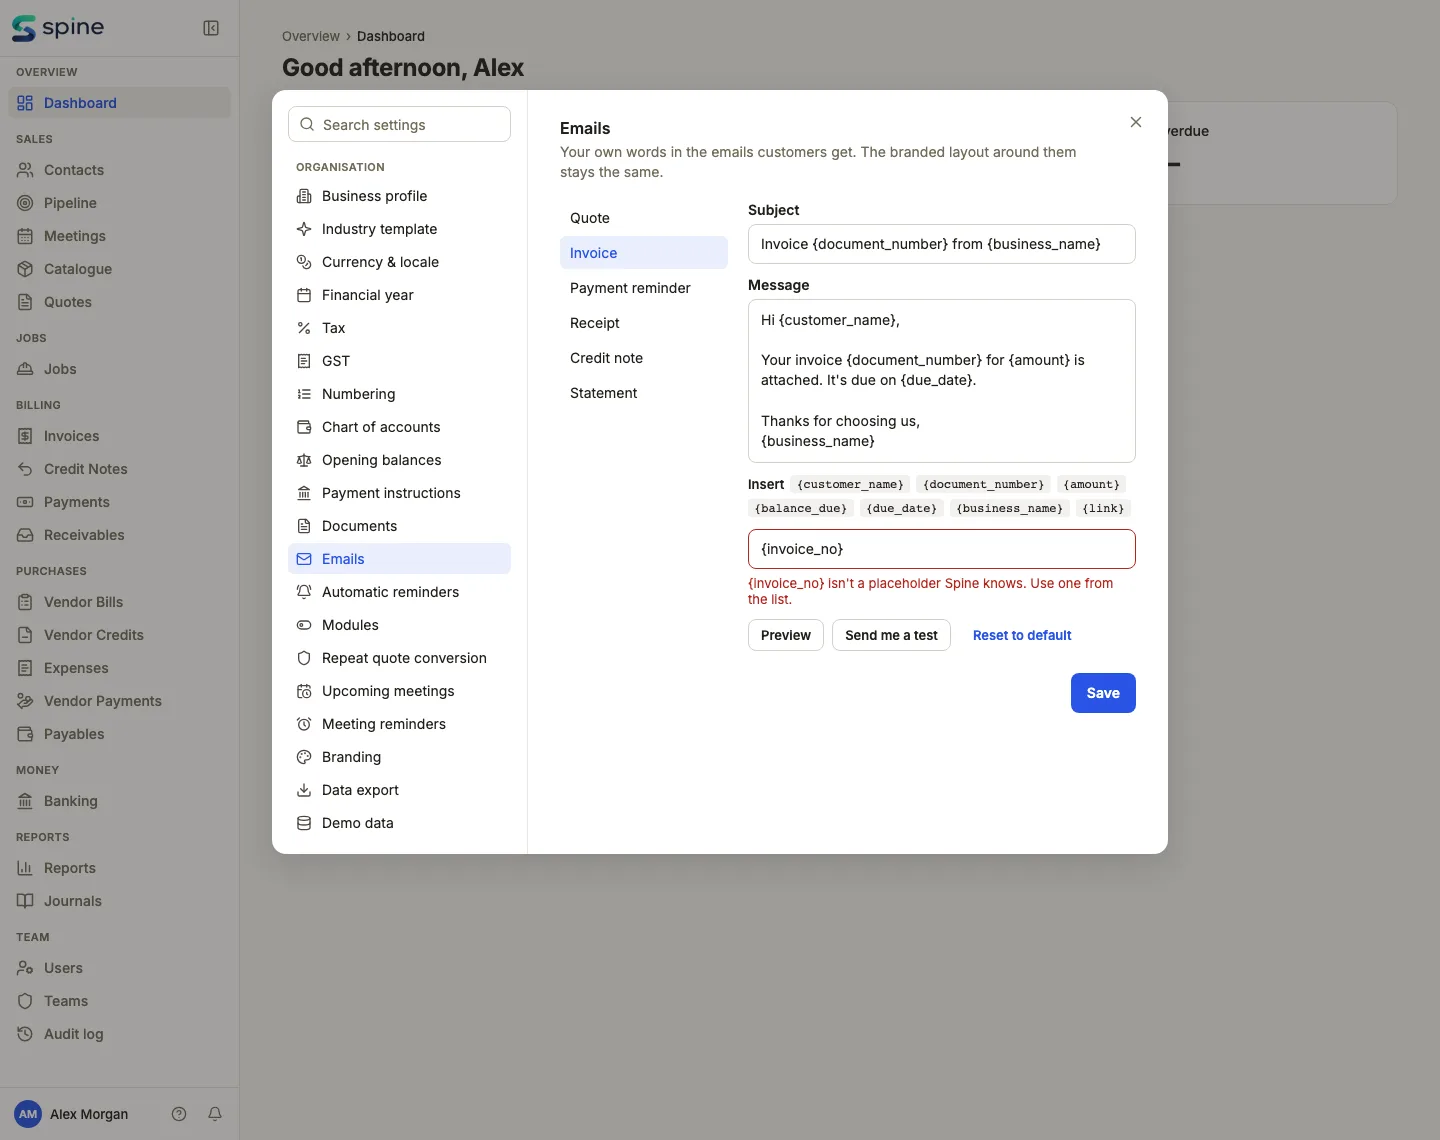 spine
OVERVIEW
Dashboard
SALES
Contacts
Pipeline
Meetings
Catalogue
Quotes
JOBS
Jobs
BILLING
Invoices
Credit Notes
Payments
Receivables
PURCHASES
Vendor Bills
Vendor Credits
Expenses
Vendor Payments
Payables
MONEY
Banking
REPORTS
Reports
Journals
TEAM
Users
Teams
Audit log
AM Alex Morgan
Overview › Dashboard
Good afternoon, Alex
verdue
Search settings
ORGANISATION
Business profile
Industry template
Currency & locale
Financial year
Tax
GST
Numbering
Chart of accounts
Opening balances
Payment instructions
Documents
Emails
Automatic reminders
Modules
Repeat quote conversion
Upcoming meetings
Meeting reminders
Branding
Data export
Demo data
Emails
Your own words in the emails customers get. The branded layout around them
stays the same.
Quote
Invoice
Payment reminder
Receipt
Credit note
Statement
Subject
Invoice {document_number} from {business_name}
Message
Hi {customer_name},
Your invoice {document_number} for {amount} is
attached. It's due on {due_date}.
Thanks for choosing us,
{business_name}
Insert {customer_name} {document_number} {amount}
{balance_due} {due_date} {business_name} {link}
{invoice_no}
{invoice_no} isn't a placeholder Spine knows. Use one from
the list.
Preview Send me a test Reset to default
Save